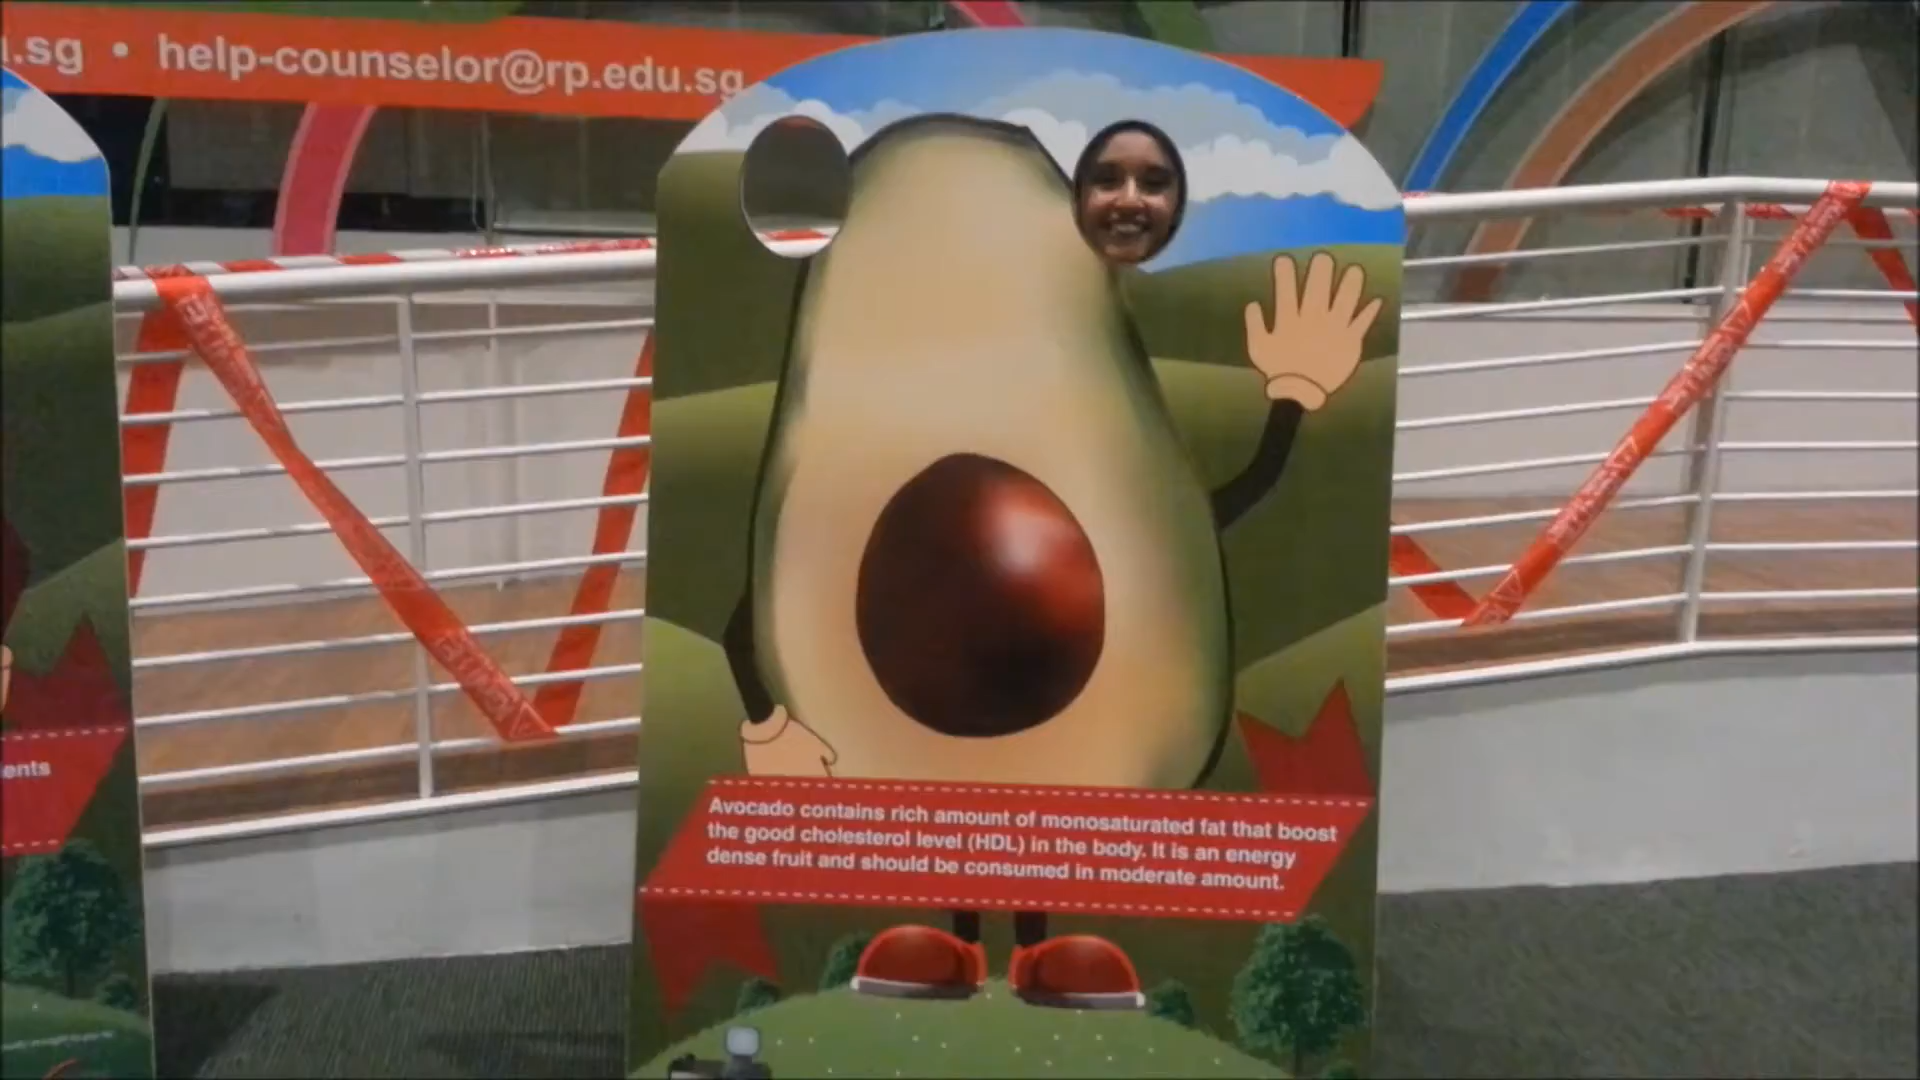 .sg • help-counselor@rp.edu.sg
ents
Avocado contains rich amount of monosaturated fat that boost
the good cholesterol level (HDL) in the body. It is an energy
dense fruit and should be consumed in moderate amount.